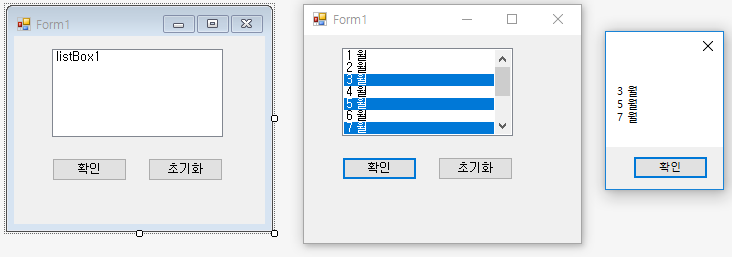 Form1
listBox1
확인
초기화
Form1
1 월
2 월
3 월
4 월
5 월
6 월
7 월
확인
초기화
3 월
5 월
7 월
확인